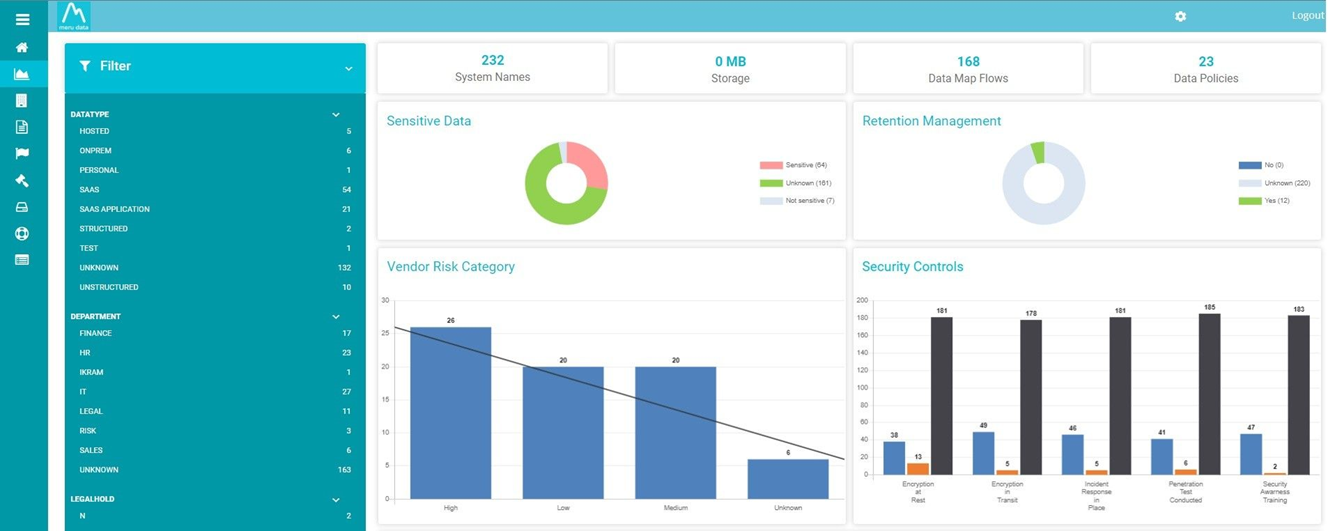 meru data
Logout
Filter
DATATYPE
HOSTED 5
ONPREM 6
PERSONAL 1
SAAS 54
SAAS APPLICATION 21
STRUCTURED 2
TEST 1
UNKNOWN 132
UNSTRUCTURED 10
DEPARTMENT
FINANCE 17
HR 23
IKRAM 1
IT 27
LEGAL 11
RISK 3
SALES 6
UNKNOWN 163
LEGALHOLD
N 2
232
System Names
0 MB
Storage
168
Data Map Flows
23
Data Policies
Sensitive Data
Sensitive (64)
Unknown (161)
Not sensitive (7)
Retention Management
No (0)
Unknown (220)
Yes (12)
Vendor Risk Category
30
25
20
15
10
5
0
26
20
20
6
High
Low
Medium
Unknown
Security Controls
200
180
160
140
120
100
80
60
40
20
0
38
13
181
49
5
178
46
5
181
41
6
185
47
2
183
Encryption
at
Rest
Encryption
in
Transit
Incident
Response
in
Place
Penetration
Test
Conducted
Security
Awarness
Training